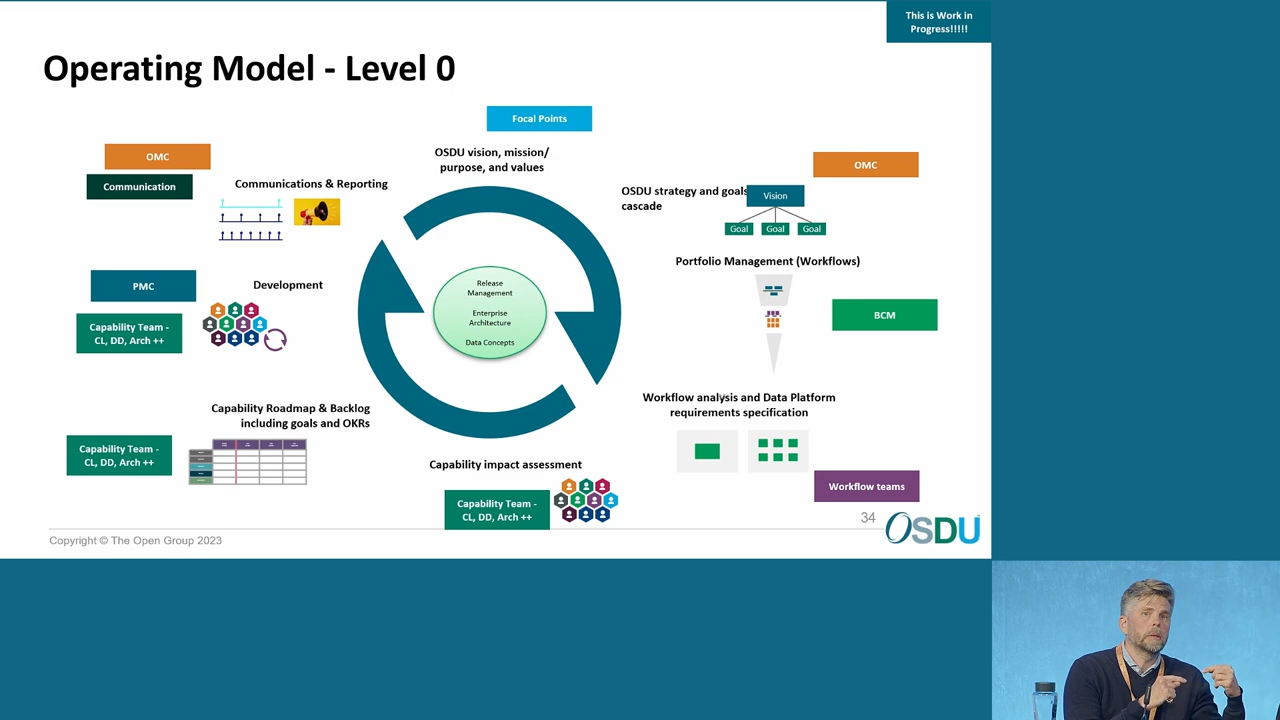 This is Work in
Progress!!!!!
Operating Model - Level 0
Focal Points
OSDU vision, mission/
purpose, and values
OMC
Communication
Communications & Reporting
OMC
OSDU strategy and goals
cascade
Vision
Goal
Goal
Goal
Portfolio Management (Workflows)
BCM
PMC
Development
Capability Team -
CL, DD, Arch ++
Release
Management
Enterprise
Architecture
Data Concepts
Workflow analysis and Data Platform
requirements specification
Workflow teams
Capability Roadmap & Backlog
including goals and OKRs
Capability Team -
CL, DD, Arch ++
Capability impact assessment
Capability Team -
CL, DD, Arch ++
34
OSDU
Copyright © The Open Group 2023